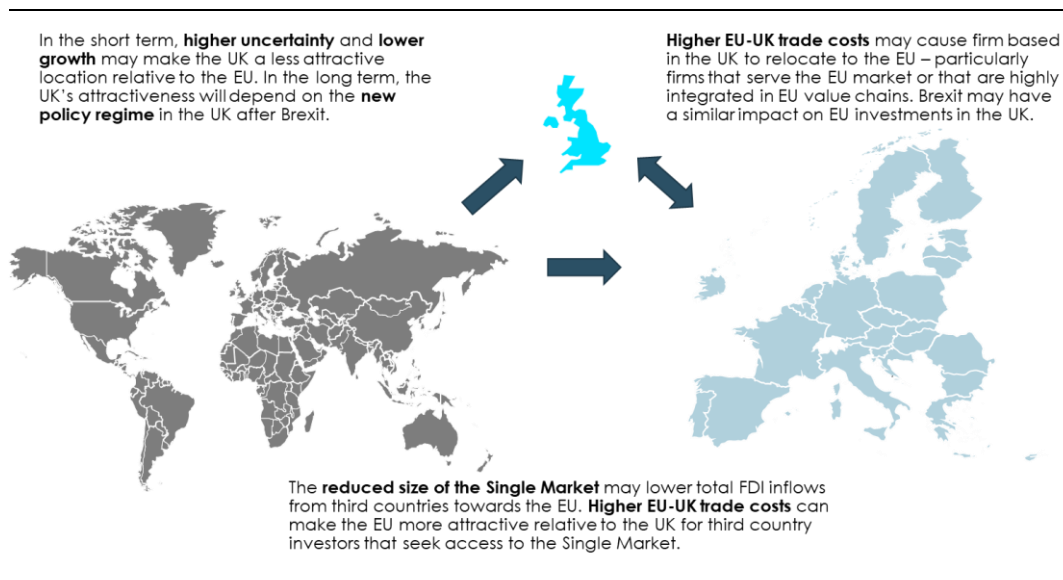 In the short term, higher uncertainty and lower
growth may make the UK a less attractive
location relative to the EU. In the long term, the
UK's attractiveness will depend on the new
policy regime in the UK after Brexit.
Higher EU-UK trade costs may cause firm based
in the UK to relocate to the EU – particularly
firms that serve the EU market or that are highly
integrated in EU value chains. Brexit may have
a similar impact on EU investments in the UK.
The reduced size of the Single Market may lower total FDI inflows
from third countries towards the EU. Higher EU-UK trade costs can
make the EU more attractive relative to the UK for third country
investors that seek access to the Single Market.